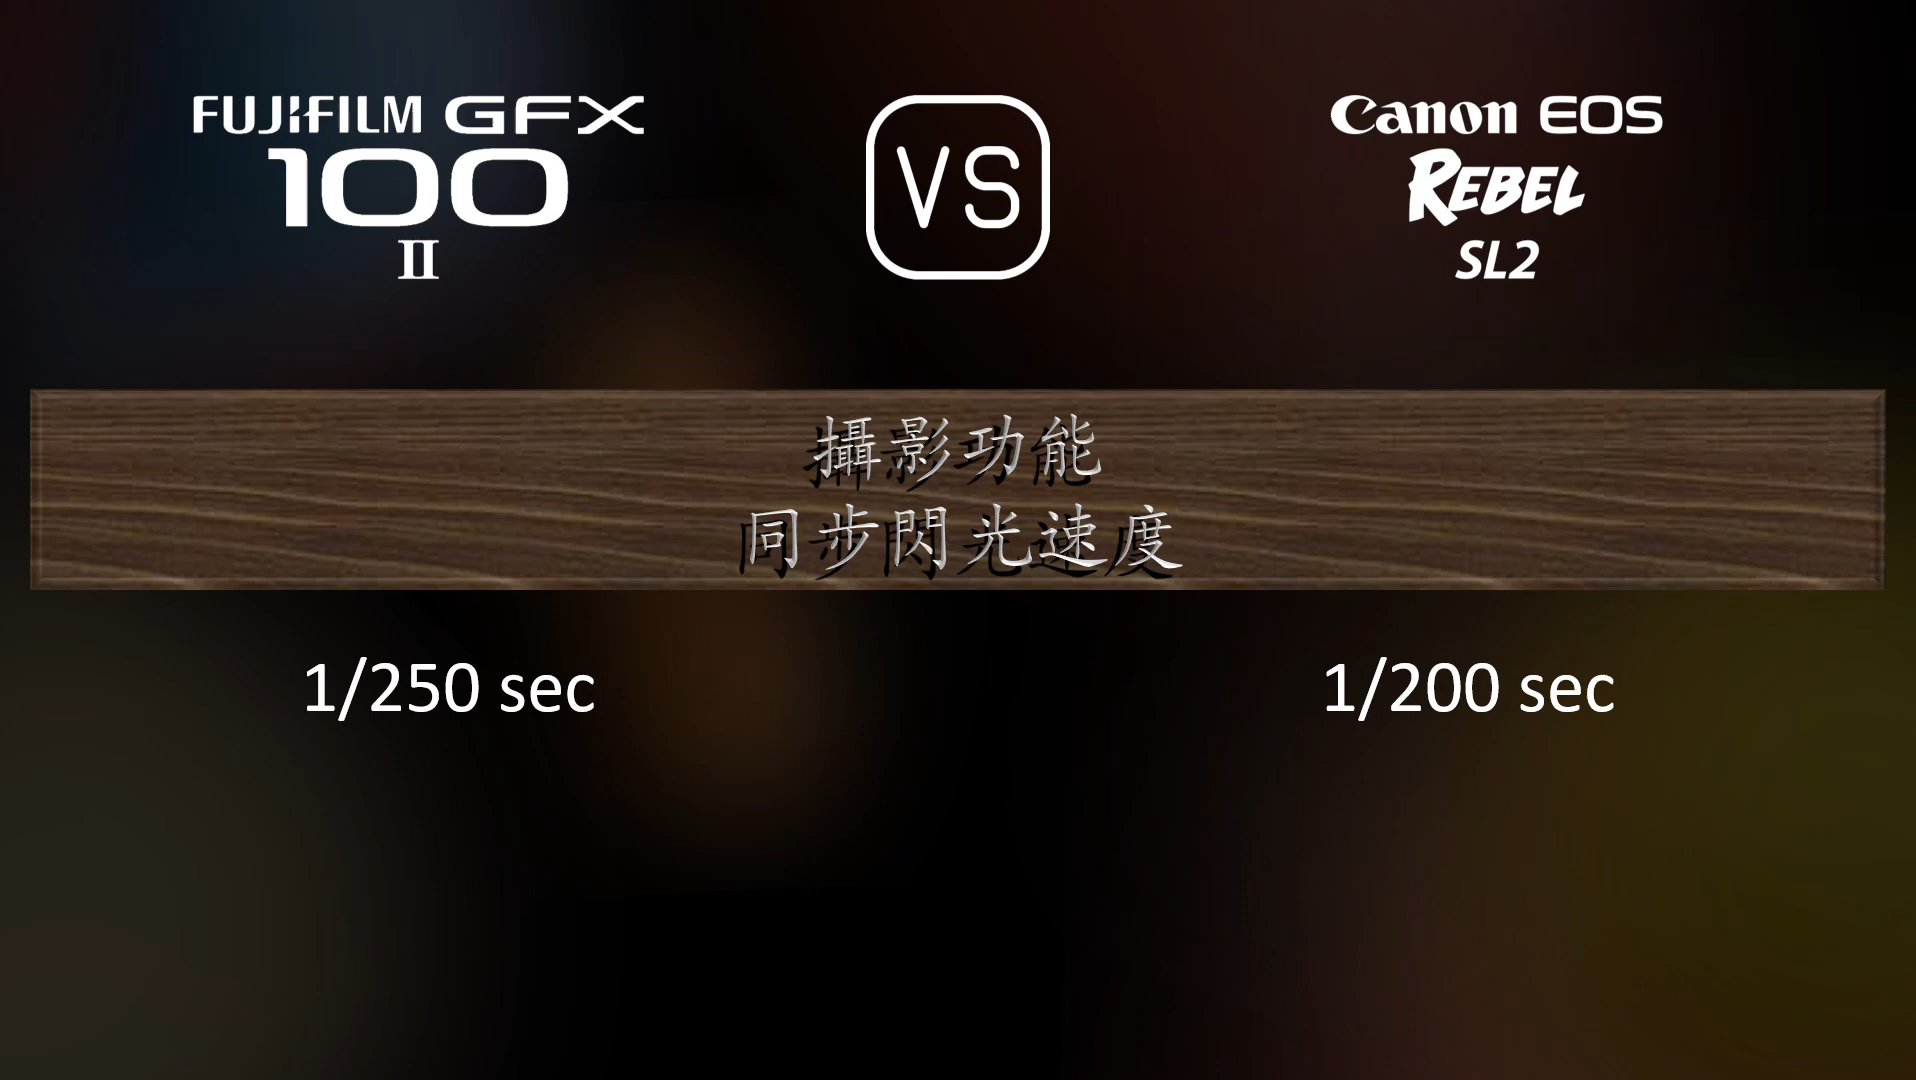 FUJIFILM GFX
100
II
VS
Canon EOS
REBEL
SL2
攝影功能
同步閃光速度
1/250 sec
1/200 sec